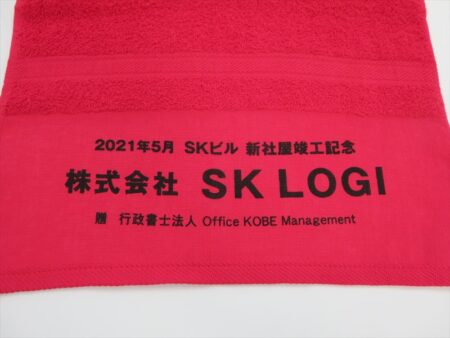 2021年5月 SKビル 新社屋竣工記念
株式会社 SK LOGI
贈 行政書士法人 Office KOBE Management